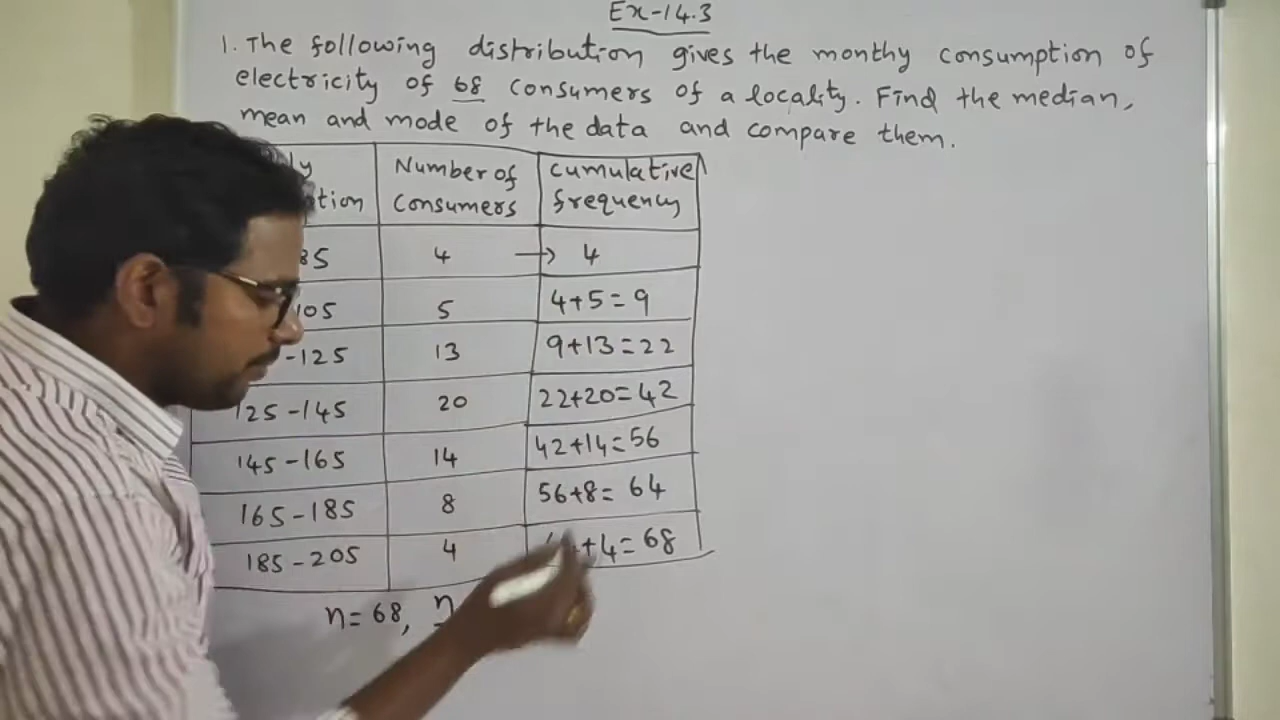 Ex-14.3
1. The following distribution gives the monthy consumption of
electricity of 68 consumers of a locality. Find the median,
mean and mode of the data and compare them.
Number of Consumers
Cumulative frequency
4 → 4
5 4+5=9
-125 13 9+13=22
125-145 20 22+20=42
145-165 14 42+14=56
165-185 8 56+8=64
185-205 4 +4=68
n=68, n